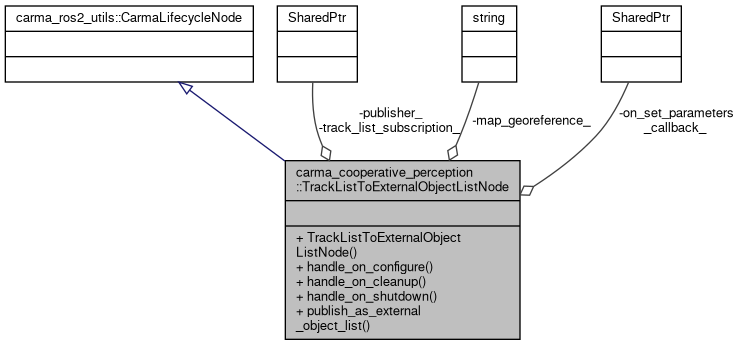 carma_ros2_utils::CarmaLifecycleNode
SharedPtr
string
SharedPtr
-publisher_
-track_list_subscription_
-map_georeference_
-on_set_parameters
_callback_
carma_cooperative_perception
::TrackListToExternalObjectListNode
+ TrackListToExternalObject
ListNode()
+ handle_on_configure()
+ handle_on_cleanup()
+ handle_on_shutdown()
+ publish_as_external
_object_list()